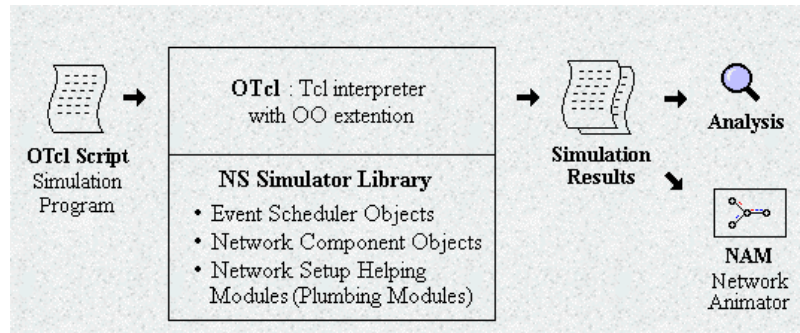 OTcl Script
Simulation
Program
OTcl : Tcl interpreter
with OO extention
NS Simulator Library
• Event Scheduler Objects
• Network Component Objects
• Network Setup Helping
Modules (Plumbing Modules)
Simulation
Results
Analysis
NAM
Network
Animator